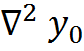 ∇² y₀